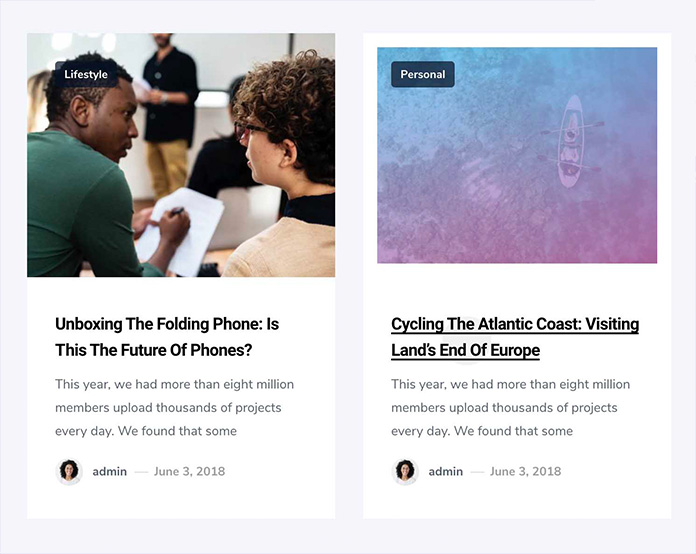 Lifestyle
Unboxing The Folding Phone: Is
This The Future Of Phones?
This year, we had more than eight million
members upload thousands of projects
every day. We found that some
admin — June 3, 2018
Personal
Cycling The Atlantic Coast: Visiting
Land's End Of Europe
This year, we had more than eight million
members upload thousands of projects
every day. We found that some
admin — June 3, 2018